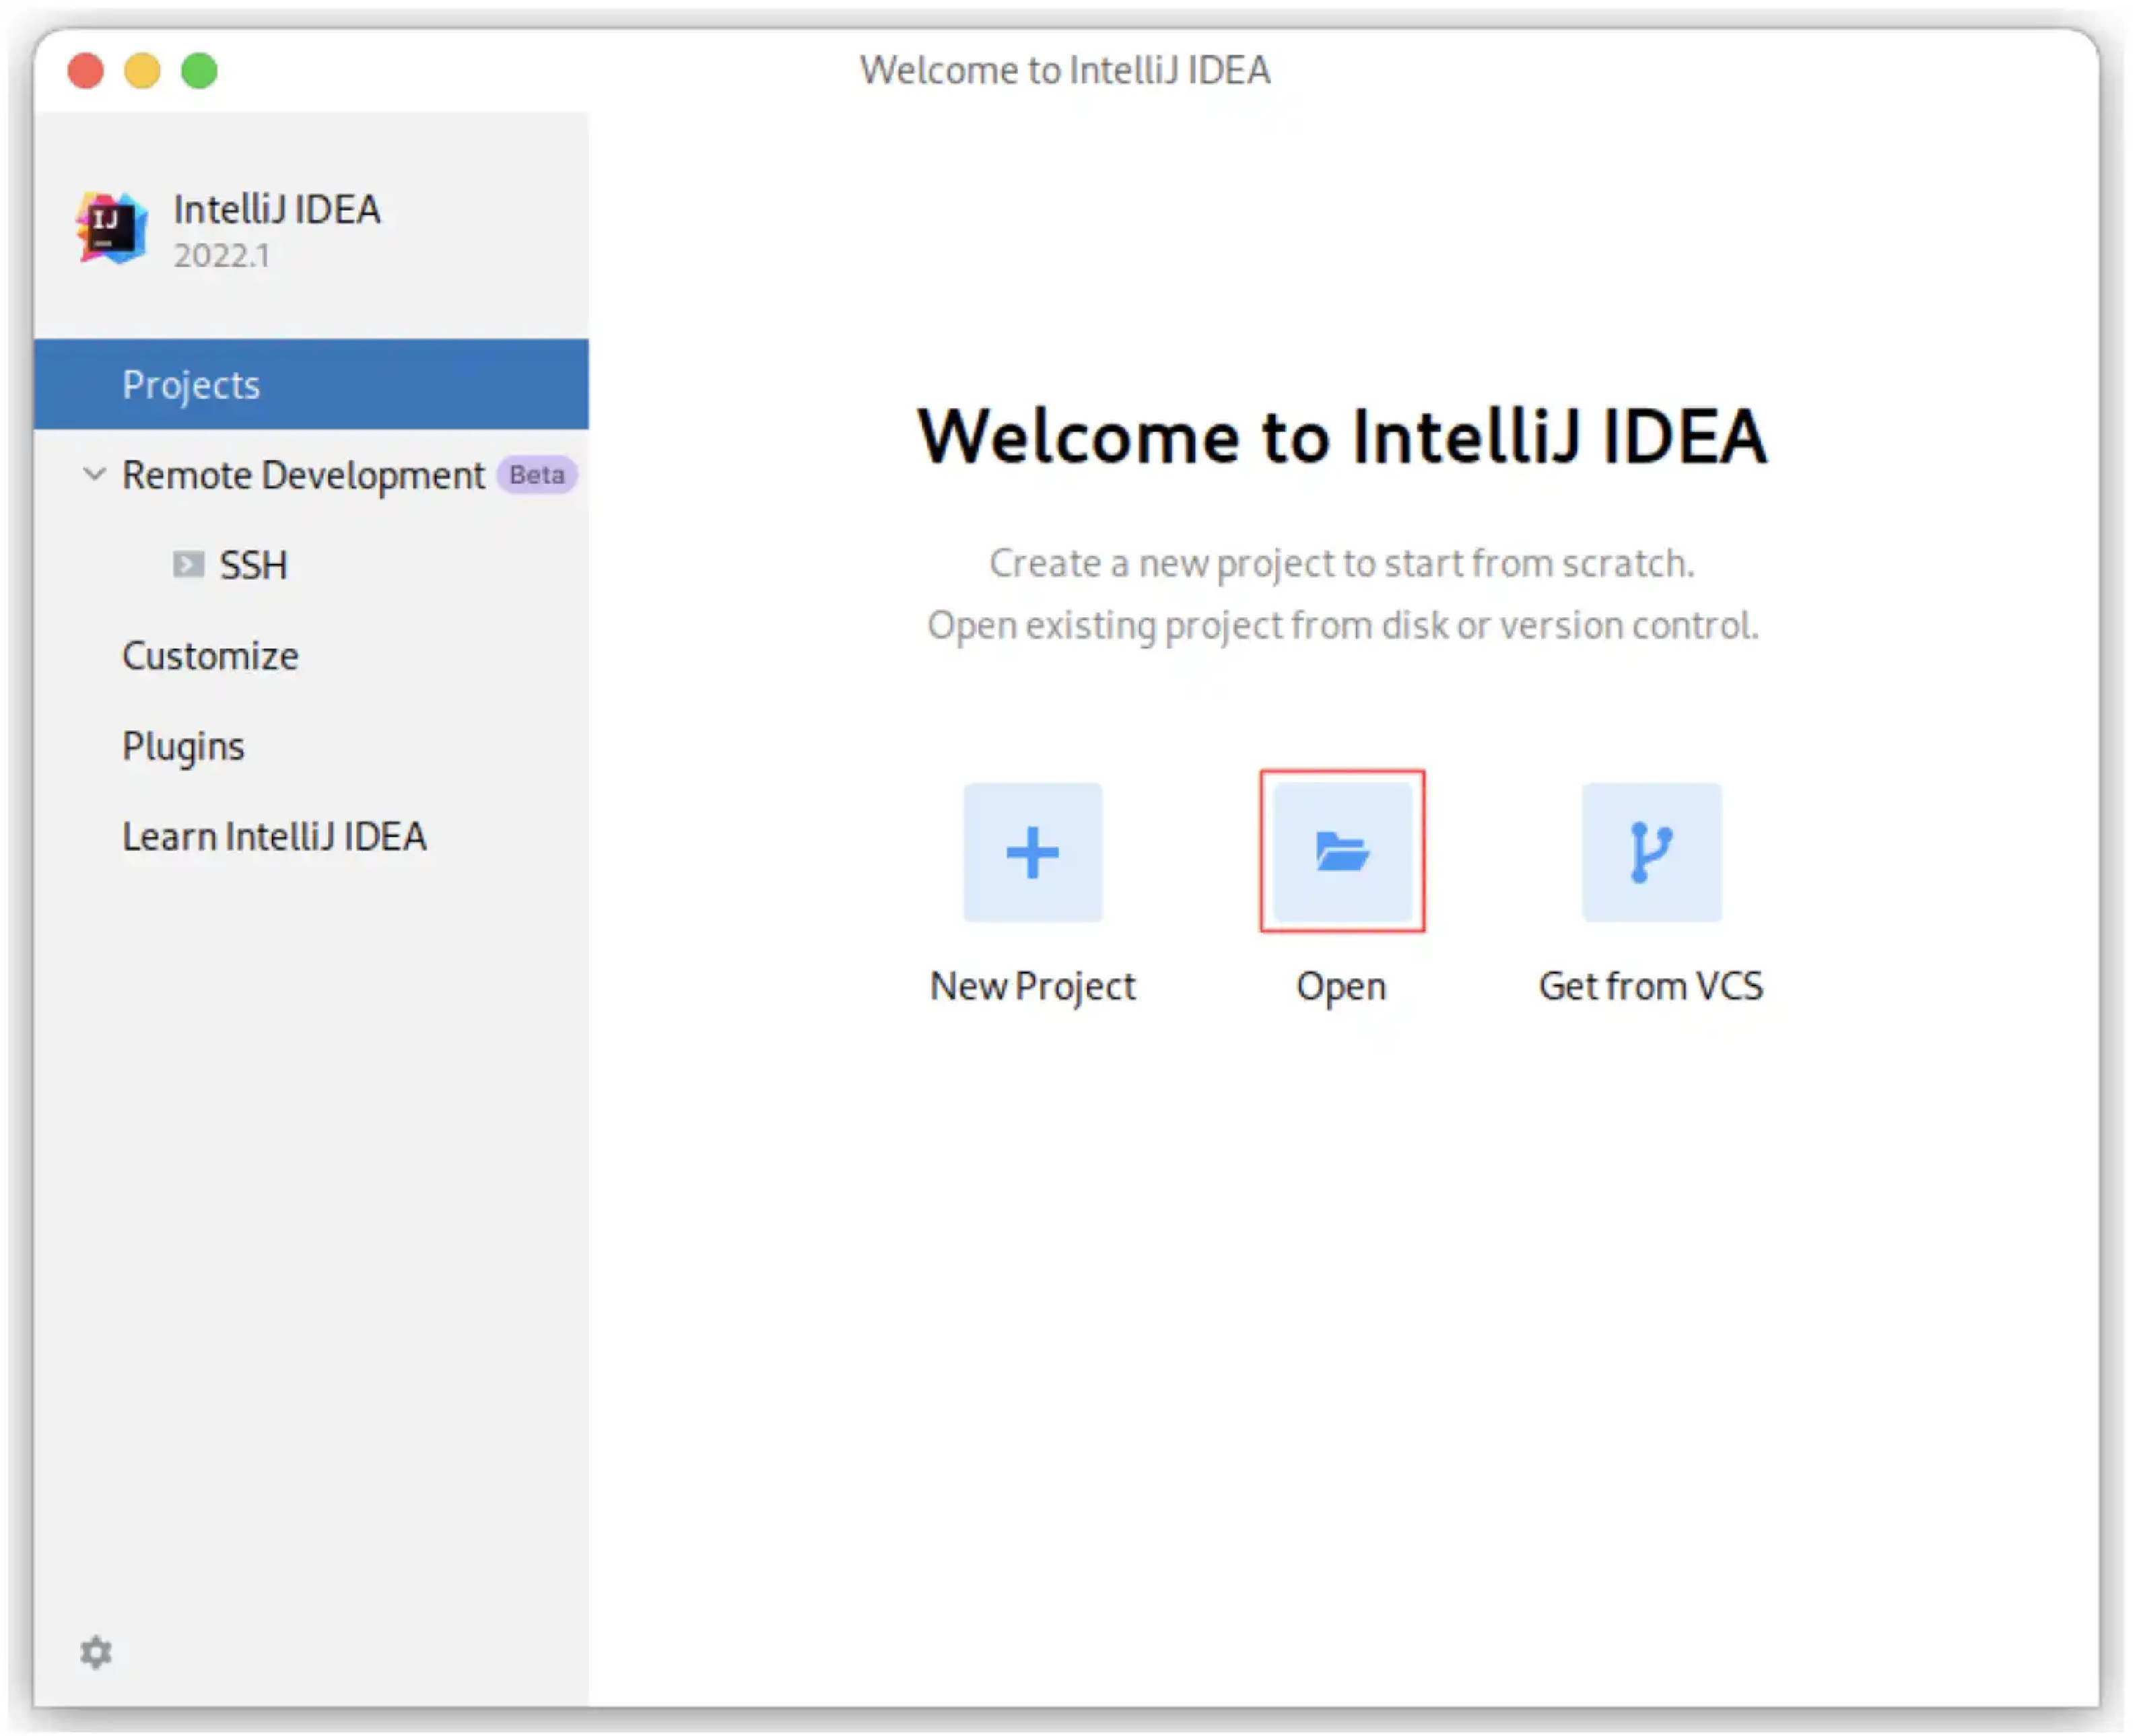 Welcome to IntelliJ IDEA
IJ
IntelliJ IDEA
2022.1
Projects
Remote Development Beta
SSH
Customize
Plugins
Learn IntelliJ IDEA
Welcome to IntelliJ IDEA
Create a new project to start from scratch.
Open existing project from disk or version control.
New Project Open Get from VCS